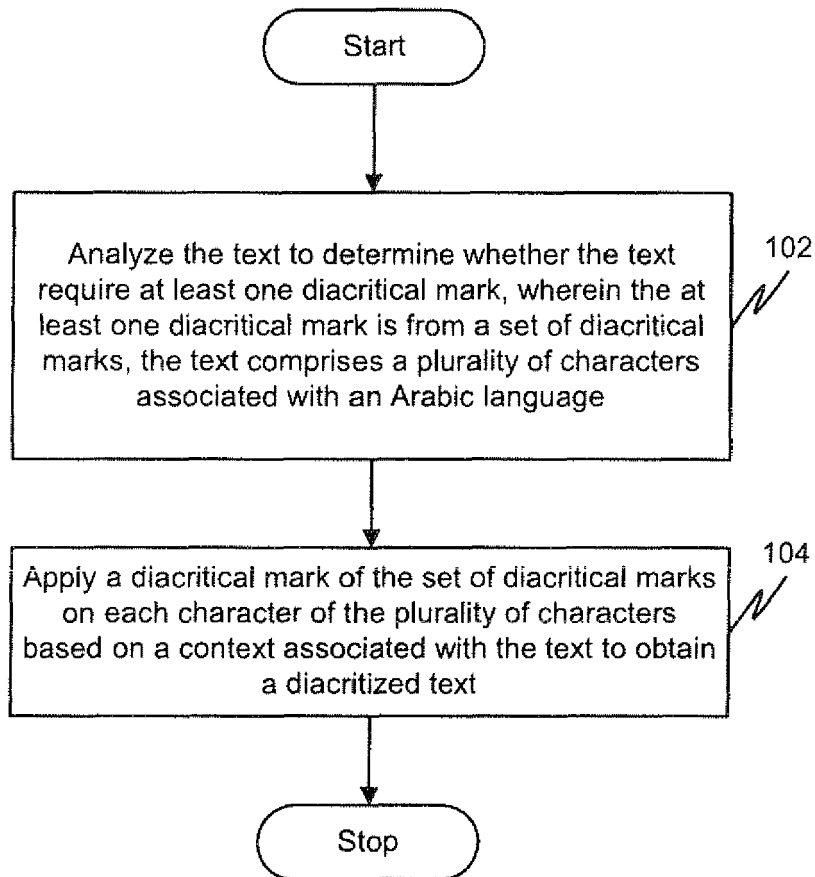 Start
Analyze the text to determine whether the text
require at least one diacritical mark, wherein the at
least one diacritical mark is from a set of diacritical
marks, the text comprises a plurality of characters
associated with an Arabic language
102
Apply a diacritical mark of the set of diacritical marks
on each character of the plurality of characters
based on a context associated with the text to obtain
a diacritized text
104
Stop